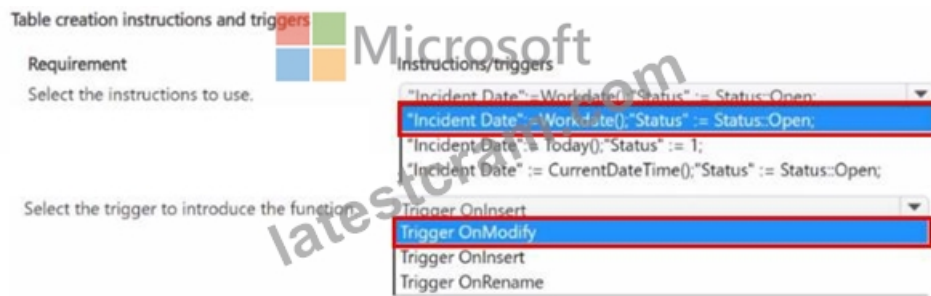 Table creation instructions and triggers
Microsoft
Requirement
Instructions/triggers
Select the instructions to use.
"Incident Date":=Workdate();"Status" := Status::Open;
"Incident Date":=Workdate();"Status" := Status::Open;
"Incident Date":= Today();"Status" := 1;
"Incident Date" := CurrentDateTime();"Status" := Status::Open;
Select the trigger to introduce the function.
Trigger OnInsert
Trigger OnModify
Trigger OnInsert
Trigger OnRename
latestcram.com